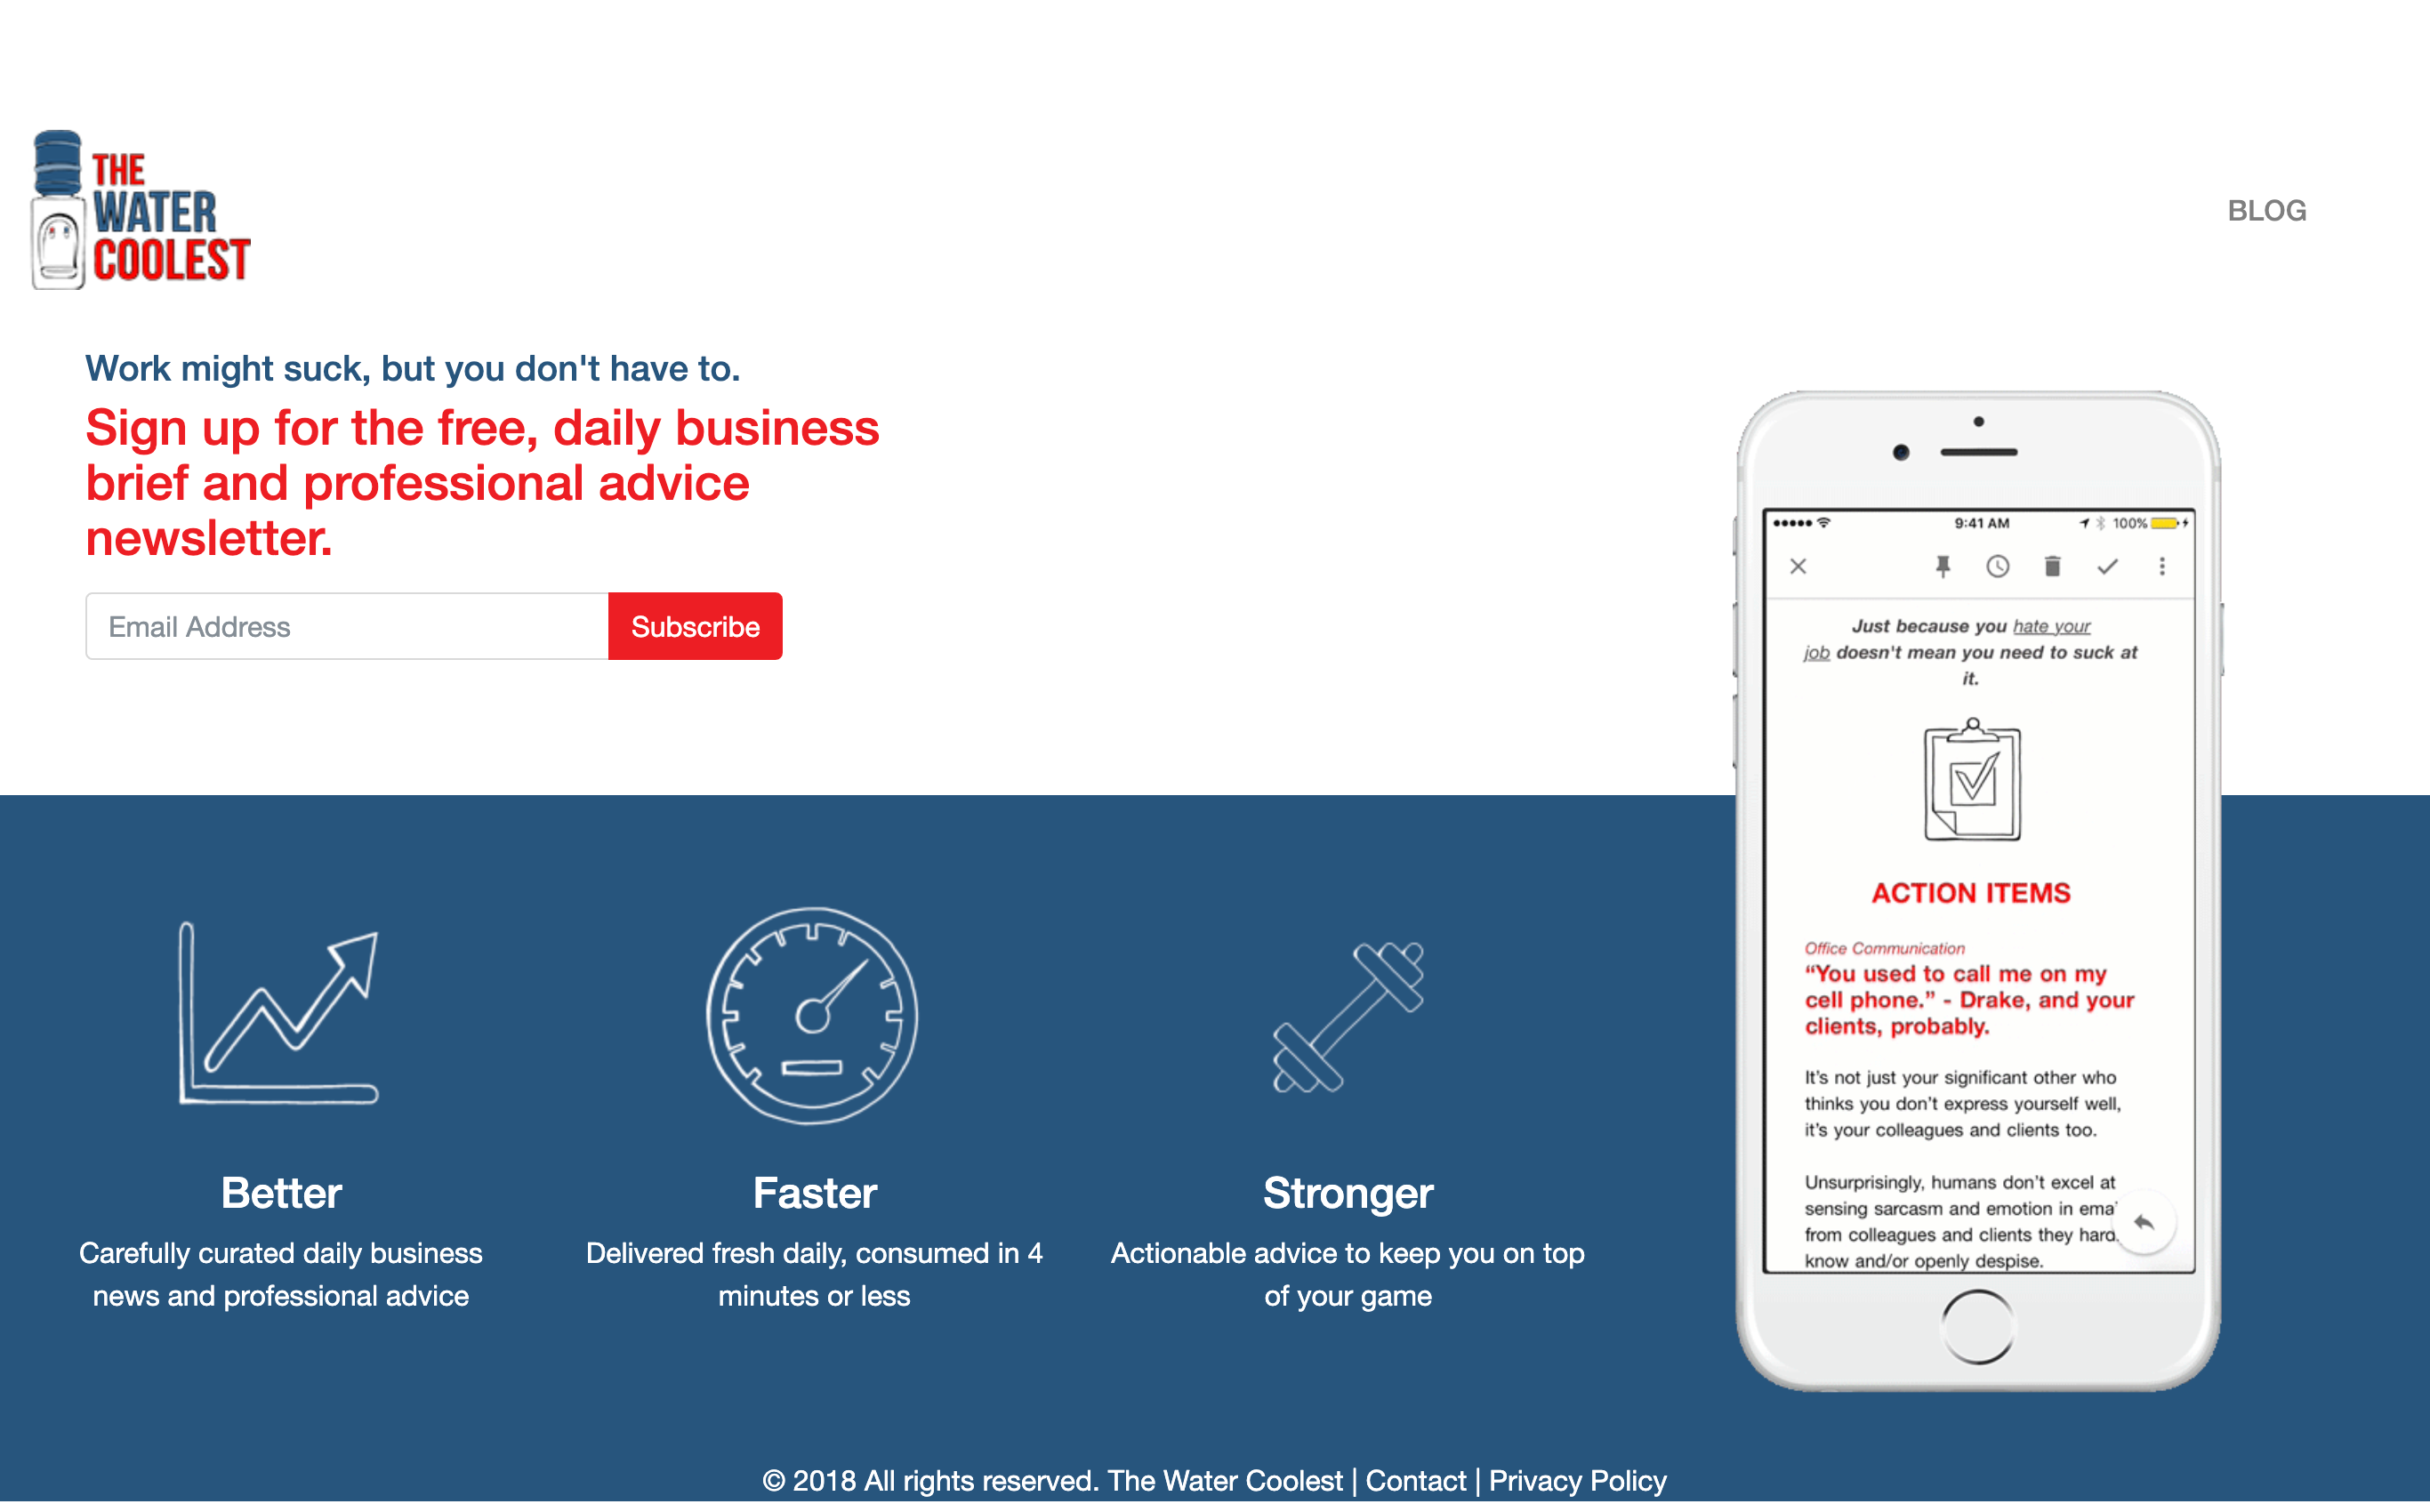 THE
WATER
COOLEST
BLOG
Work might suck, but you don't have to.
Sign up for the free, daily business
brief and professional advice
newsletter.
Email Address
Subscribe
9:41 AM
100%
Just because you hate your
job doesn't mean you need to suck at
it.
ACTION ITEMS
Office Communication
“You used to call me on my
cell phone.” - Drake, and your
clients, probably.
It’s not just your significant other who
thinks you don’t express yourself well,
it’s your colleagues and clients too.
Unsurprisingly, humans don’t excel at
sensing sarcasm and emotion in
from colleagues and clients they
know and/or openly despise.
Better
Carefully curated daily business
news and professional advice
Faster
Delivered fresh daily, consumed in 4
minutes or less
Stronger
Actionable advice to keep you on top
of your game
© 2018 All rights reserved. The Water Coolest | Contact | Privacy Policy